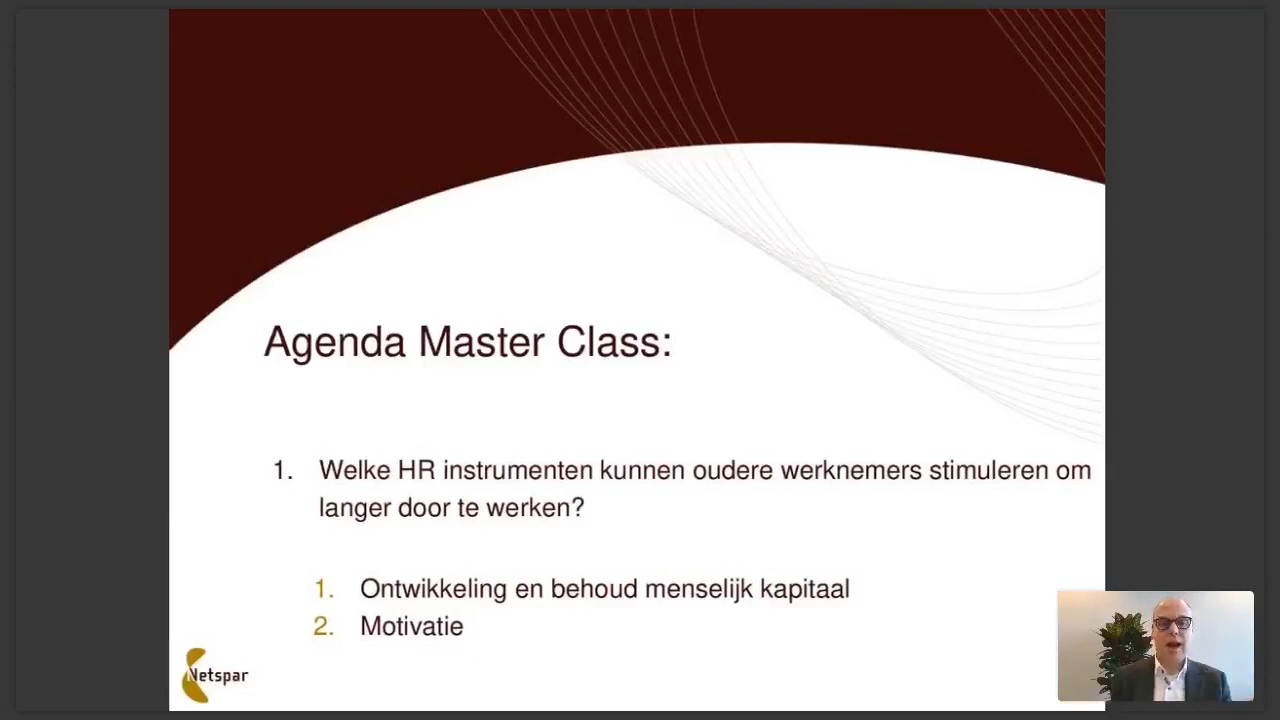 Agenda Master Class:
1. Welke HR instrumenten kunnen oudere werknemers stimuleren om
langer door te werken?
1. Ontwikkeling en behoud menselijk kapitaal
2. Motivatie
Netspar